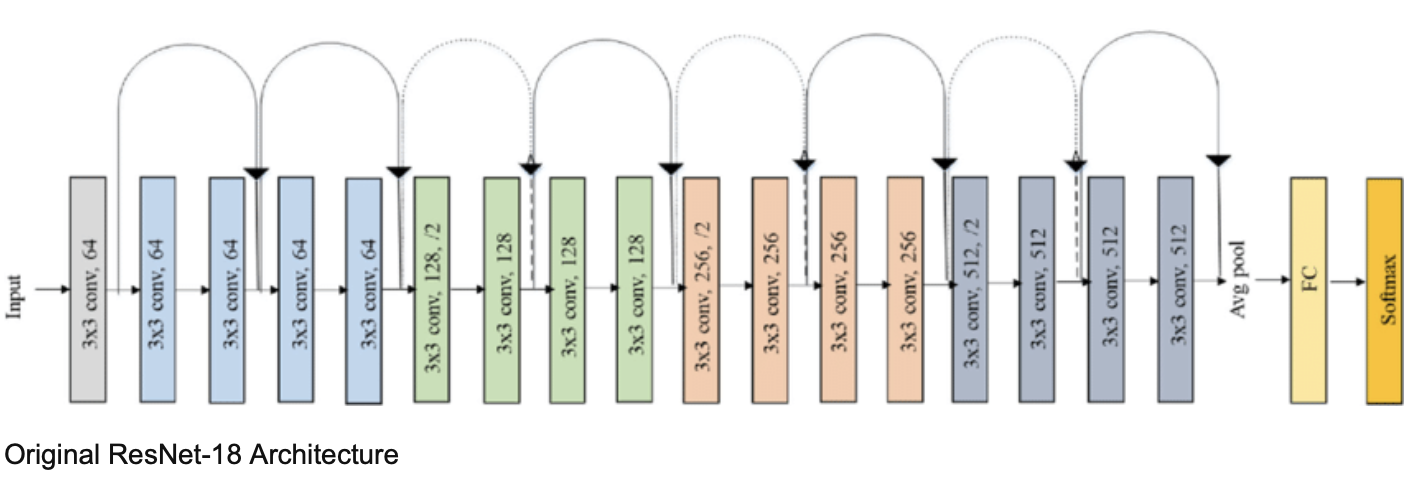 Input
3x3 conv, 64
3x3 conv, 64
3x3 conv, 64
3x3 conv, 64
3x3 conv, 64
3x3 conv, 128, /2
3x3 conv, 128
3x3 conv, 128
3x3 conv, 128
3x3 conv, 256, /2
3x3 conv, 256
3x3 conv, 256
3x3 conv, 256
3x3 conv, 512, /2
3x3 conv, 512
3x3 conv, 512
3x3 conv, 512
Avg pool
FC
Softmax
Original ResNet-18 Architecture